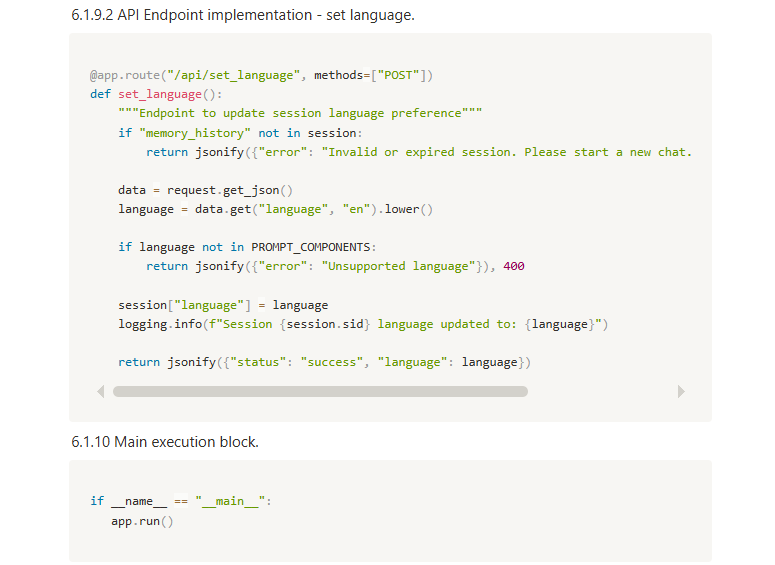 6.1.9.2 API Endpoint implementation - set language.
@app.route("/api/set_language", methods=["POST"])
def set_language():
    """Endpoint to update session language preference"""
    if "memory_history" not in session:
        return jsonify({"error": "Invalid or expired session. Please start a new chat.
    data = request.get_json()
    language = data.get("language", "en").lower()
    if language not in PROMPT_COMPONENTS:
        return jsonify({"error": "Unsupported language"}), 400
    session["language"] = language
    logging.info(f"Session {session.sid} language updated to: {language}")
    return jsonify({"status": "success", "language": language})
6.1.10 Main execution block.
if __name__ == "__main__":
   app.run()